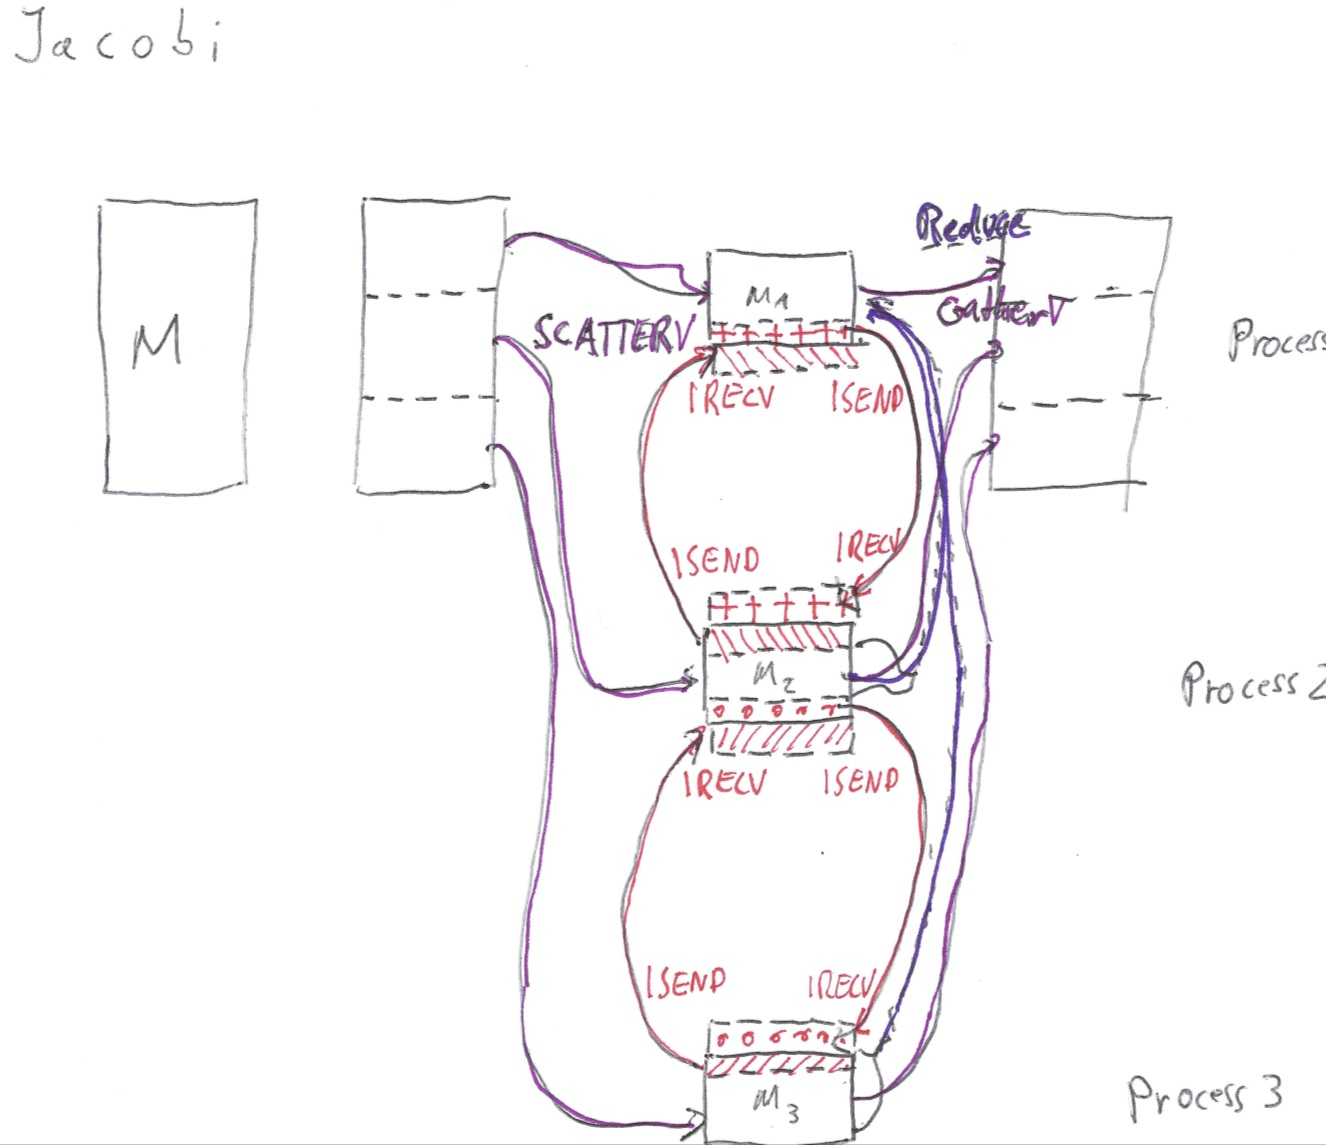 Jacobi
Reduce
M
M1
GatherV
SCATTERV
Process
IRECV ISEND
ISEND IRECV
M2
Process 2
IRECV ISEND
ISEND IRECV
M3
Process 3